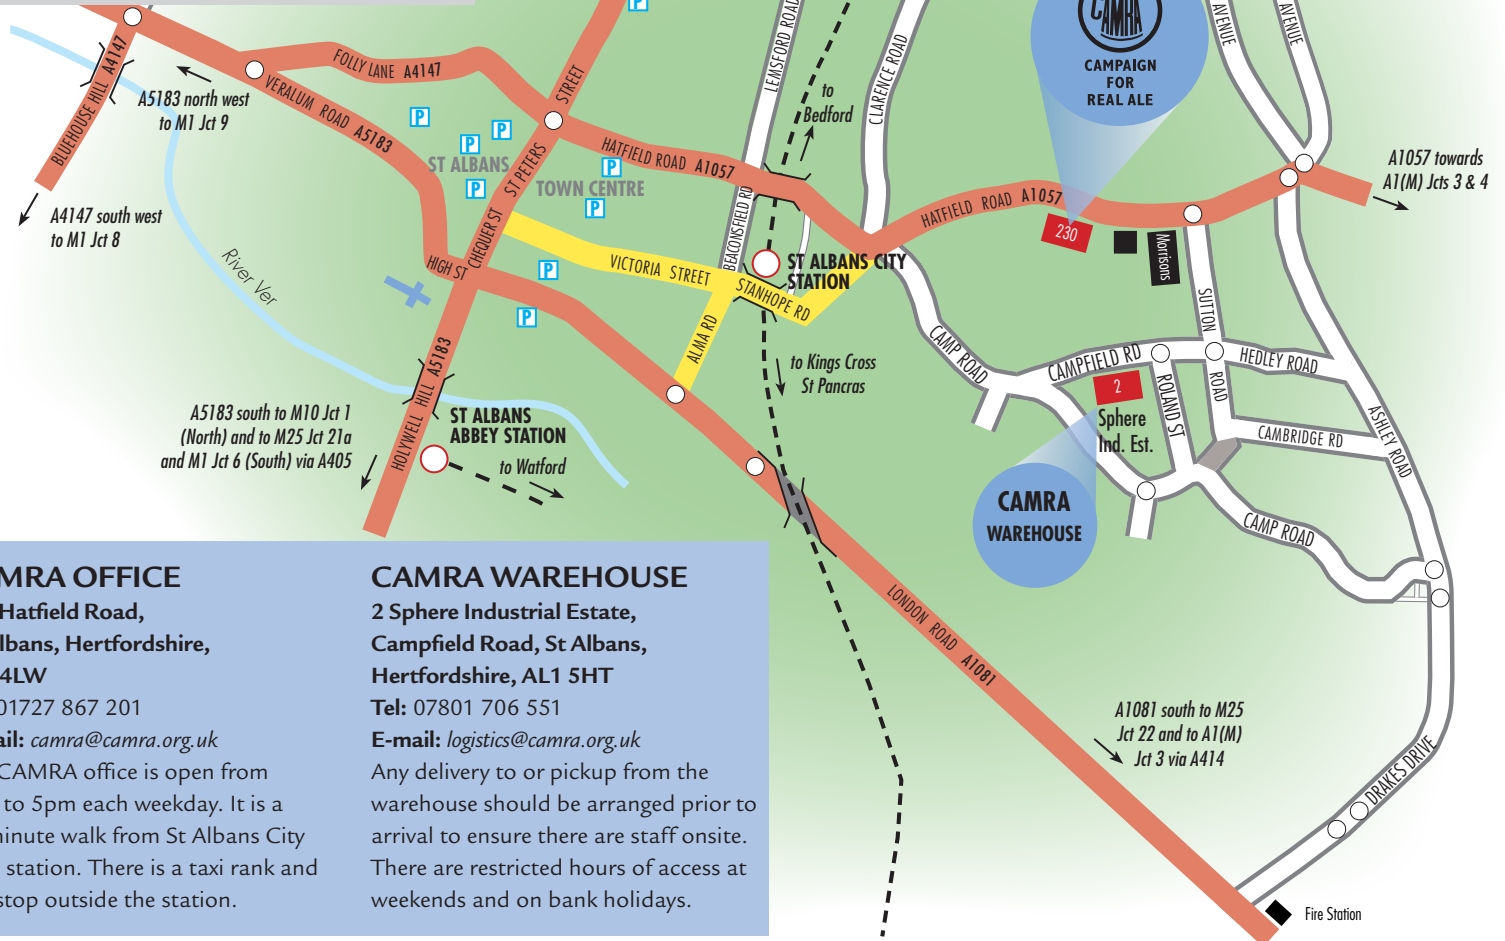 LEMSFORD ROAD
CLARENCE ROAD
AVENUE
AVENUE
CAMRA
CAMPAIGN
FOR
REAL ALE
BLUEHOUSE HILL A4147
FOLLY LANE A4147
VERALUM ROAD A5183
A5183 north west
to M1 Jct 9
A4147 south west
to M1 Jct 8
P
P
P
P
P
P
P
P
P
ST ALBANS
TOWN CENTRE
ST PETERS
STREET
HATFIELD ROAD A1057
to
Bedford
BEACONSFIELD RD
HATFIELD ROAD A1057
A1057 towards
A1(M) Jcts 3 & 4
230
Morrisons
River Ver
HIGH ST
CHEQUER ST
VICTORIA STREET
STANHOPE RD
ALMA RD
ST ALBANS CITY
STATION
to Kings Cross
St Pancras
CAMP ROAD
CAMPFIELD RD
SUTTON
ROAD
HEDLEY ROAD
ROLAND ST
CAMBRIDGE RD
ASHLEY ROAD
2
Sphere
Ind. Est.
CAMRA
WAREHOUSE
CAMP ROAD
A5183 south to M10 Jct 1
(North) and to M25 Jct 21a
and M1 Jct 6 (South) via A405
HOLYWELL HILL A5183
ST ALBANS
ABBEY STATION
to Watford
LONDON ROAD A1081
A1081 south to M25
Jct 22 and to A1(M)
Jct 3 via A414
DRAKES DRIVE
Fire Station
MRA OFFICE
Hatfield Road,
lbans, Hertfordshire,
4LW
01727 867 201
ail: camra@camra.org.uk
CAMRA office is open from
to 5pm each weekday. It is a
minute walk from St Albans City
station. There is a taxi rank and
stop outside the station.
CAMRA WAREHOUSE
2 Sphere Industrial Estate,
Campfield Road, St Albans,
Hertfordshire, AL1 5HT
Tel: 07801 706 551
E-mail: logistics@camra.org.uk
Any delivery to or pickup from the
warehouse should be arranged prior to
arrival to ensure there are staff onsite.
There are restricted hours of access at
weekends and on bank holidays.